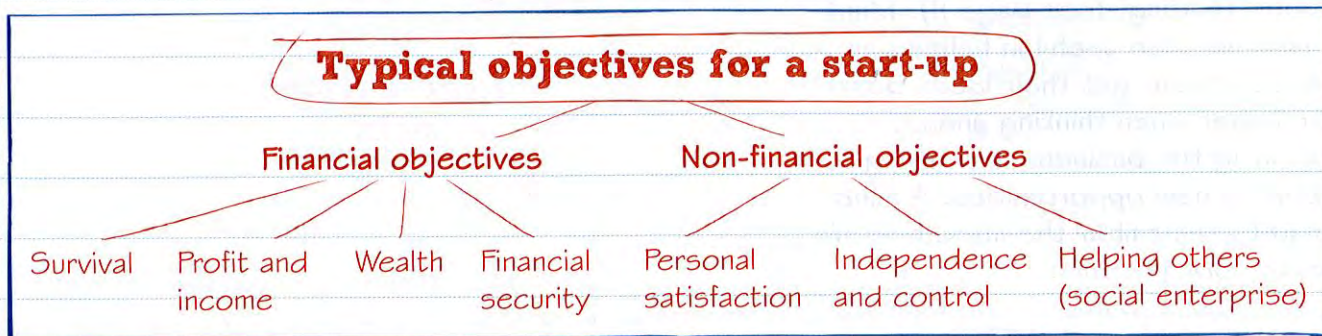 Typical objectives for a start-up
Financial objectives
Non-financial objectives
Survival
Profit and
income
Wealth
Financial
security
Personal
satisfaction
Independence
and control
Helping others
(social enterprise)